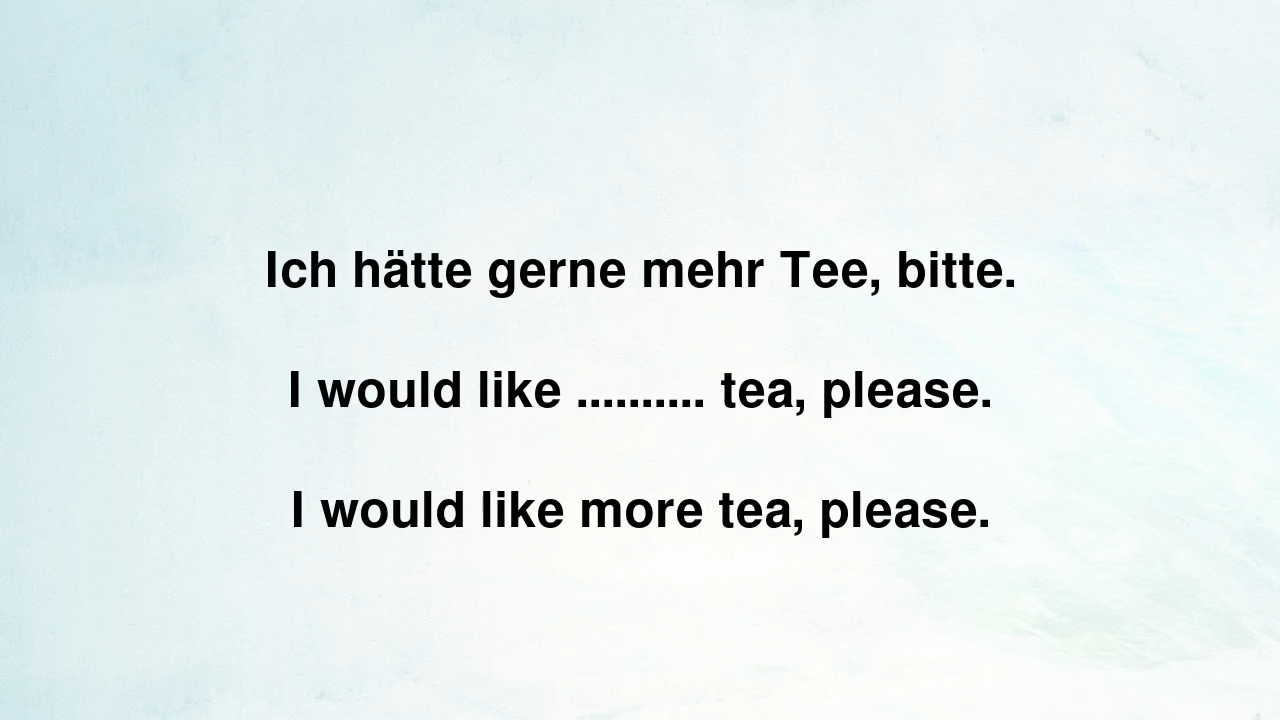 Ich hätte gerne mehr Tee, bitte.
I would like .......... tea, please.
I would like more tea, please.